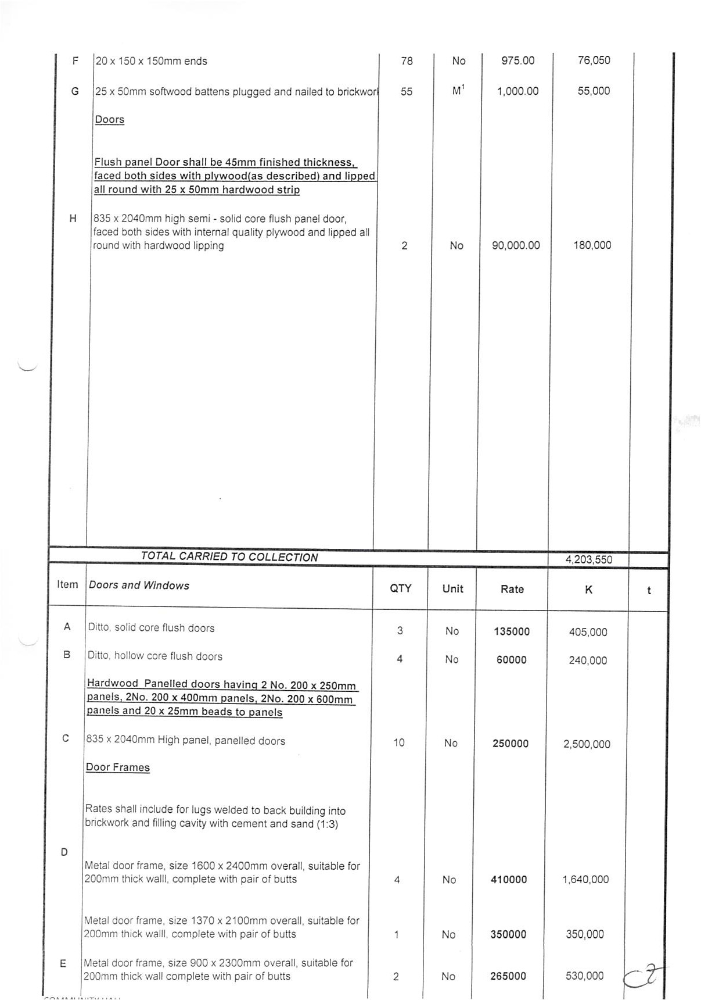 F 20 x 150 x 150mm ends 78 No 975.00 76,050
G 25 x 50mm softwood battens plugged and nailed to brickwor 55 M¹ 1,000.00 55,000
Doors
Flush panel Door shall be 45mm finished thickness,
faced both sides with plywood(as described) and lipped
all round with 25 x 50mm hardwood strip
H 835 x 2040mm high semi - solid core flush panel door,
faced both sides with internal quality plywood and lipped all
round with hardwood lipping 2 No 90,000.00 180,000
TOTAL CARRIED TO COLLECTION 4,203,550
Item Doors and Windows QTY Unit Rate K t
A Ditto, solid core flush doors 3 No 135000 405,000
B Ditto, hollow core flush doors 4 No 60000 240,000
Hardwood Panelled doors having 2 No. 200 x 250mm
panels, 2No. 200 x 400mm panels, 2No. 200 x 600mm
panels and 20 x 25mm beads to panels
C 835 x 2040mm High panel, panelled doors 10 No 250000 2,500,000
Door Frames
Rates shall include for lugs welded to back building into
brickwork and filling cavity with cement and sand (1:3)
D
Metal door frame, size 1600 x 2400mm overall, suitable for
200mm thick walll, complete with pair of butts 4 No 410000 1,640,000
Metal door frame, size 1370 x 2100mm overall, suitable for
200mm thick walll, complete with pair of butts 1 No 350000 350,000
E Metal door frame, size 900 x 2300mm overall, suitable for
200mm thick wall complete with pair of butts 2 No 265000 530,000
COMMUNITY HALL